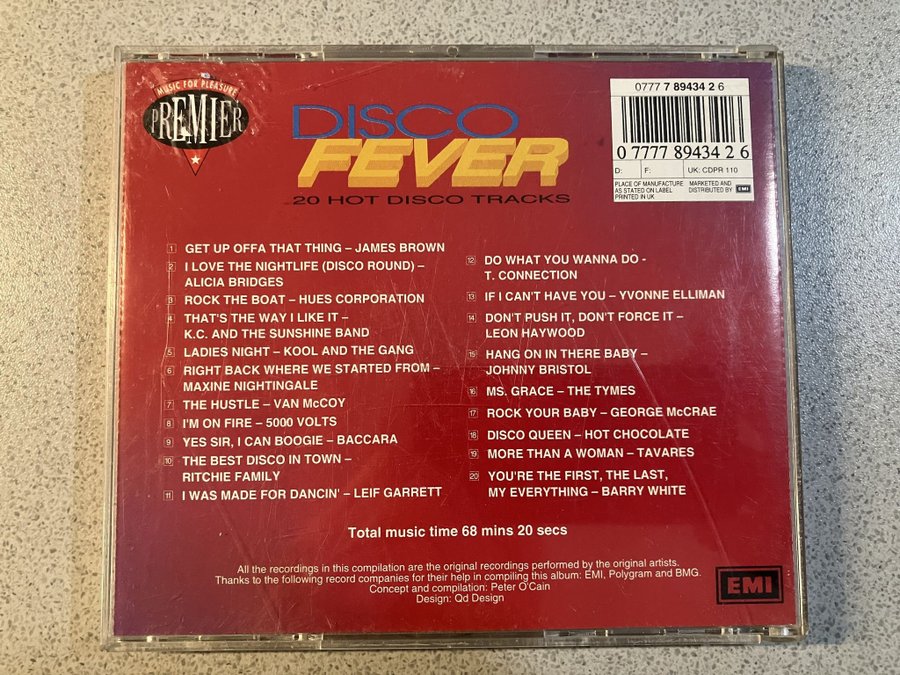 MUSIC FOR PLEASURE
PREMIER
DISCO
FEVER
20 HOT DISCO TRACKS
0777 7 89434 2 6
0 77778 94342 6
D: F: UK: CDPR 110
PLACE OF MANUFACTURE
AS STATED ON LABEL
PRINTED IN UK
MARKETED AND
DISTRIBUTED BY EMI
1 GET UP OFFA THAT THING – JAMES BROWN
2 I LOVE THE NIGHTLIFE (DISCO ROUND) –
ALICIA BRIDGES
3 ROCK THE BOAT – HUES CORPORATION
4 THAT'S THE WAY I LIKE IT –
K.C. AND THE SUNSHINE BAND
5 LADIES NIGHT – KOOL AND THE GANG
6 RIGHT BACK WHERE WE STARTED FROM –
MAXINE NIGHTINGALE
7 THE HUSTLE – VAN McCOY
8 I'M ON FIRE – 5000 VOLTS
9 YES SIR, I CAN BOOGIE – BACCARA
10 THE BEST DISCO IN TOWN –
RITCHIE FAMILY
11 I WAS MADE FOR DANCIN' – LEIF GARRETT
12 DO WHAT YOU WANNA DO -
T. CONNECTION
13 IF I CAN'T HAVE YOU – YVONNE ELLIMAN
14 DON'T PUSH IT, DON'T FORCE IT –
LEON HAYWOOD
15 HANG ON IN THERE BABY –
JOHNNY BRISTOL
16 MS. GRACE – THE TYMES
17 ROCK YOUR BABY – GEORGE McCRAE
18 DISCO QUEEN – HOT CHOCOLATE
19 MORE THAN A WOMAN – TAVARES
20 YOU'RE THE FIRST, THE LAST,
MY EVERYTHING – BARRY WHITE
Total music time 68 mins 20 secs
All the recordings in this compilation are the original recordings performed by the original artists.
Thanks to the following record companies for their help in compiling this album: EMI, Polygram and BMG.
Concept and compilation: Peter O'Cain
Design: Qd Design
EMI